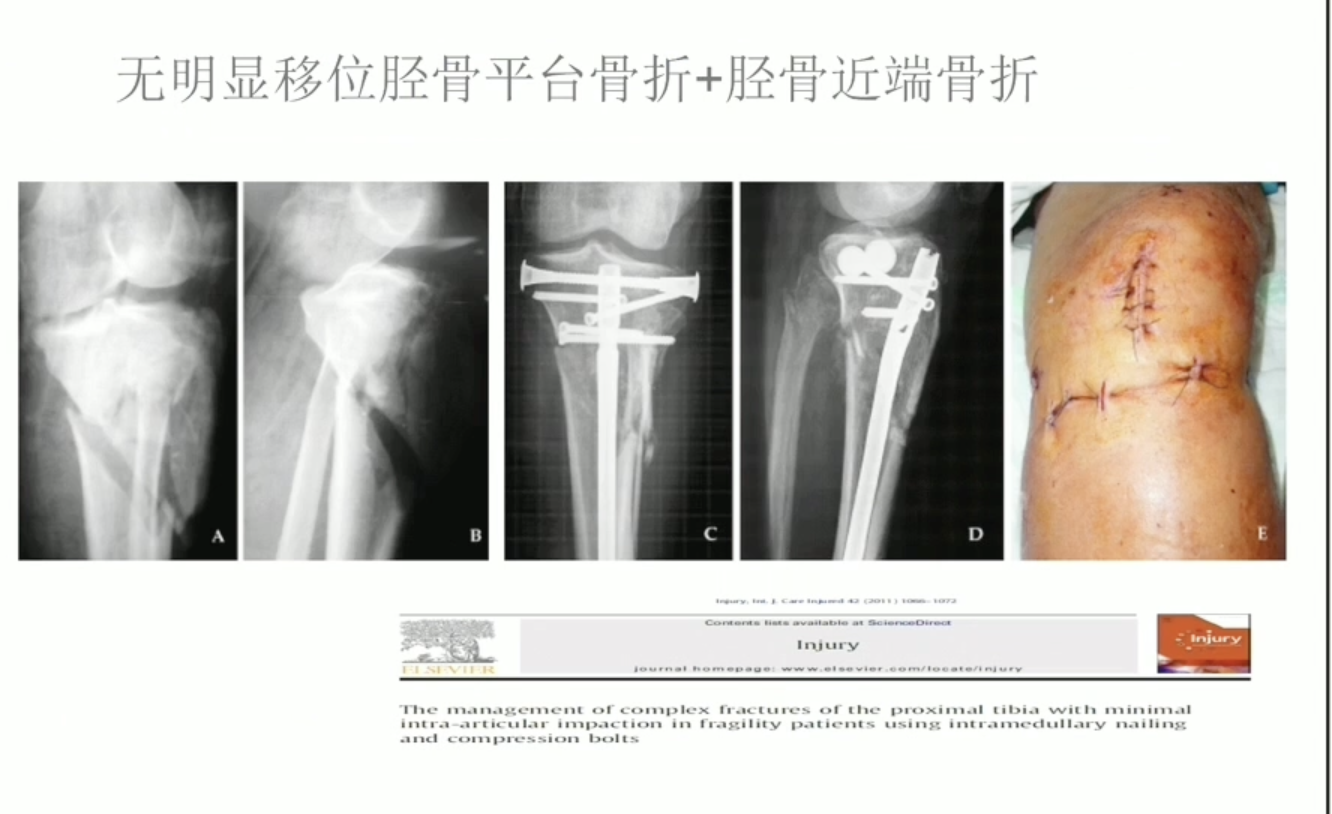 无明显移位胫骨平台骨折+胫骨近端骨折
A
B
C
D
E
Injury, Int. J. Care Injured 42 (2011) 1066–1072
Contents lists available at ScienceDirect
Injury
journal homepage: www.elsevier.com/locate/injury
ELSEVIER
Injury
The management of complex fractures of the proximal tibia with minimal
intra-articular impaction in fragility patients using intramedullary nailing
and compression bolts